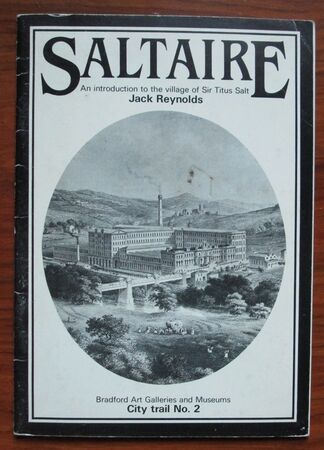 SALTAIRE
An introduction to the village of Sir Titus Salt
Jack Reynolds
Bradford Art Galleries and Museums
City trail No. 2